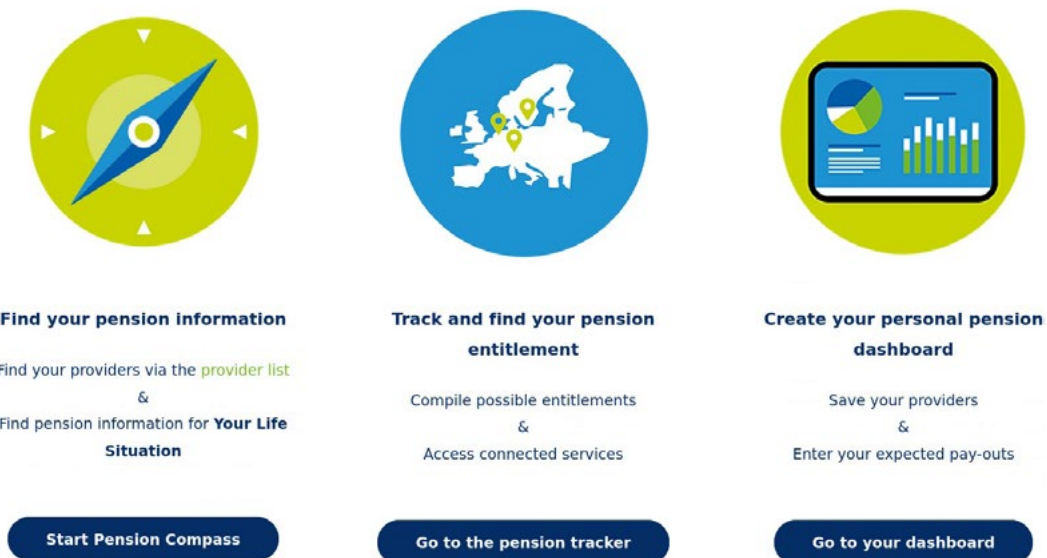 Find your pension information
Find your providers via the provider list
&
Find pension information for Your Life
Situation
Start Pension Compass
Track and find your pension
entitlement
Compile possible entitlements
&
Access connected services
Go to the pension tracker
Create your personal pension
dashboard
Save your providers
&
Enter your expected pay-outs
Go to your dashboard